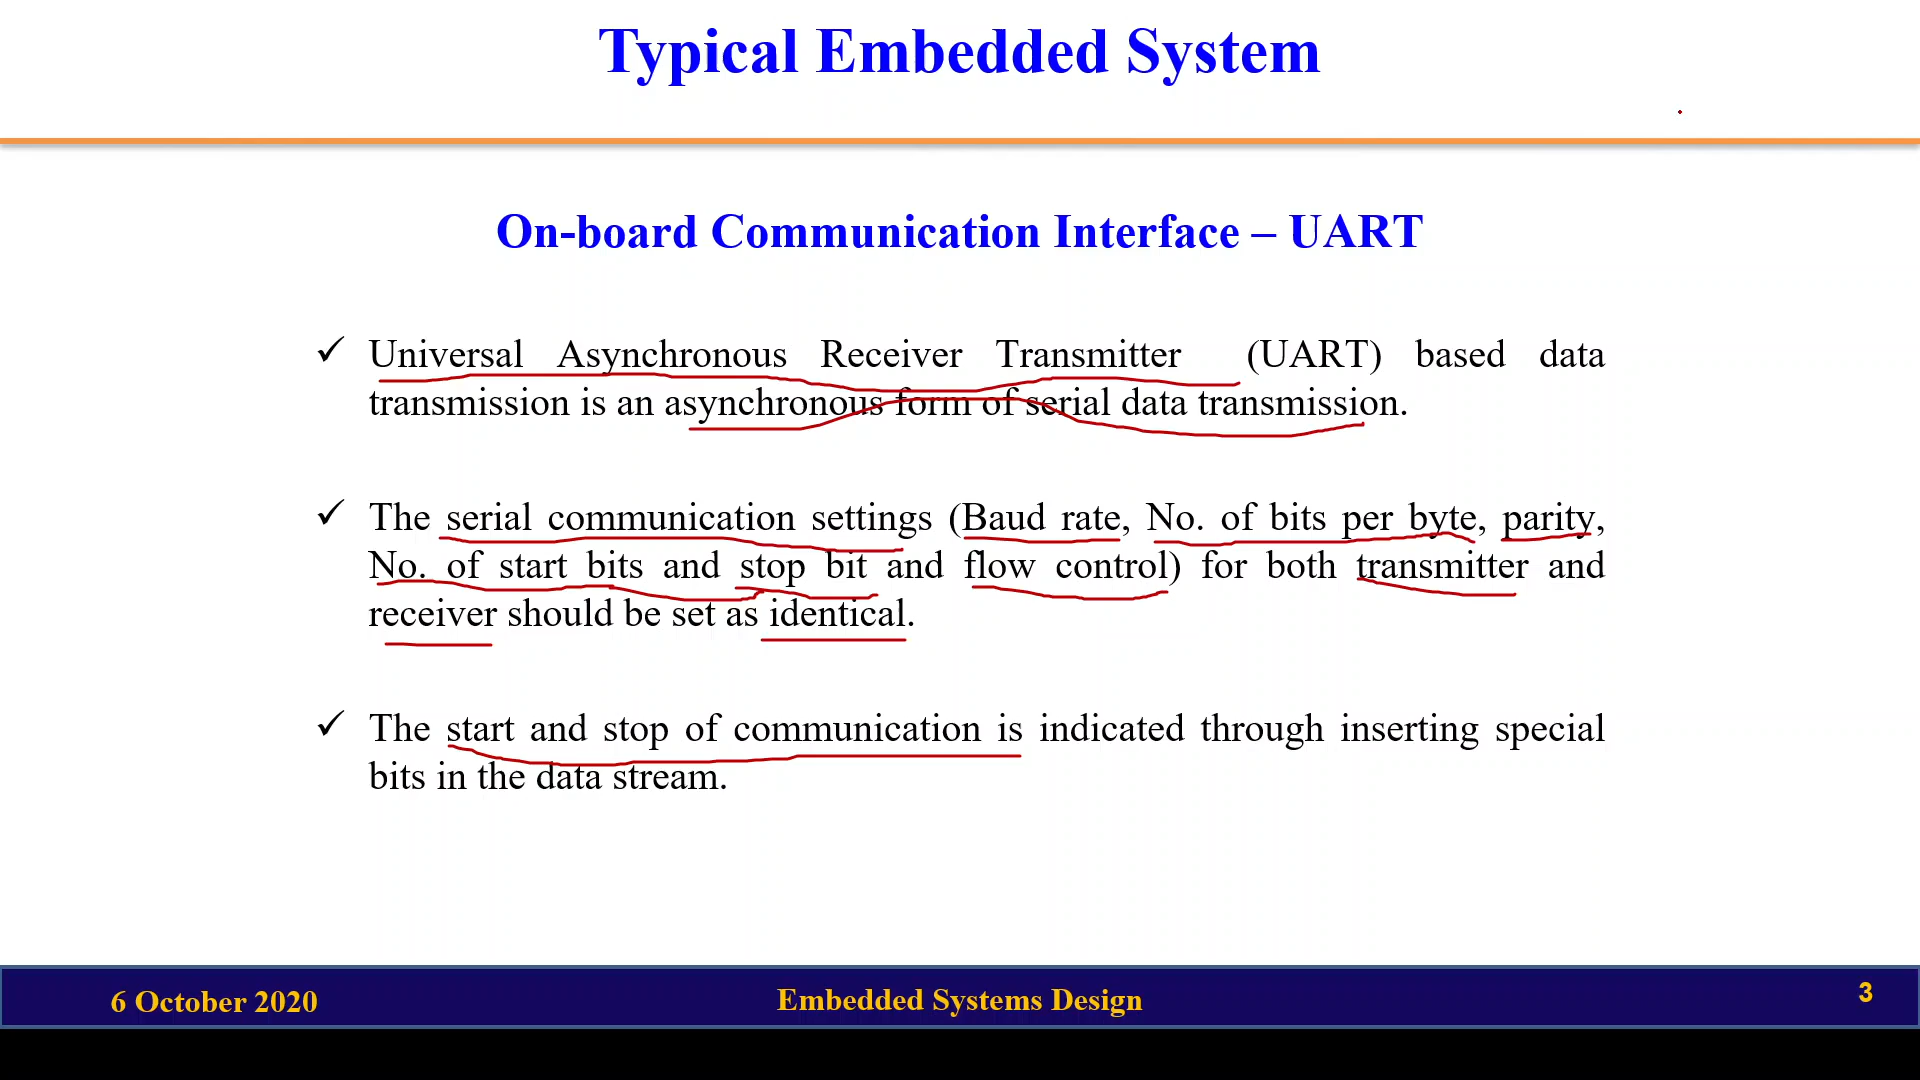 Typical Embedded System
On-board Communication Interface – UART
✓ Universal Asynchronous Receiver Transmitter (UART) based data
transmission is an asynchronous form of serial data transmission.
✓ The serial communication settings (Baud rate, No. of bits per byte, parity,
No. of start bits and stop bit and flow control) for both transmitter and
receiver should be set as identical.
✓ The start and stop of communication is indicated through inserting special
bits in the data stream.
6 October 2020
Embedded Systems Design
3